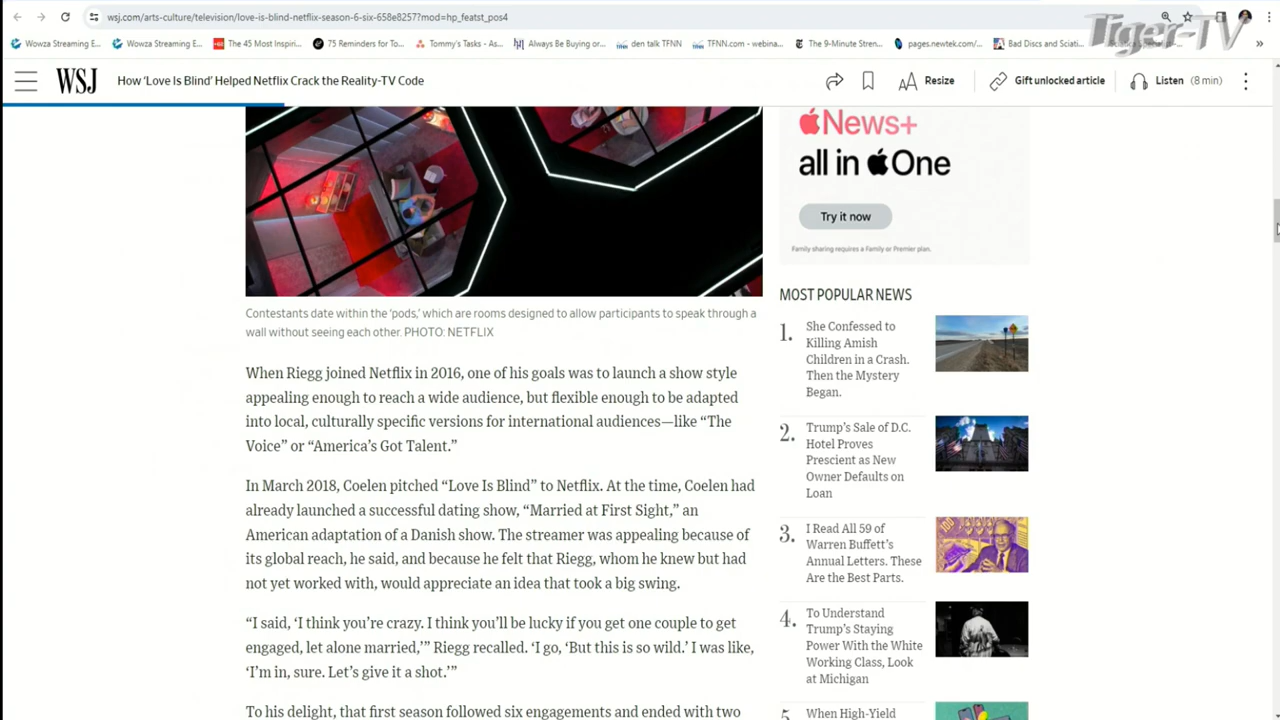 wsj.com/arts-culture/television/love-is-blind-netflix-season-6-six-658e8257?mod=hp_featst_pos4
Tiger-TV
Wowza Streaming E...
Wowza Streaming E...
The 45 Most Inspiri...
75 Reminders for To...
Tommy's Tasks - As...
Always Be Buying or...
den talk TFNN
TFNN.com - webina...
The 9-Minute Stren...
pages.newtek.com/...
Bad Discs and Sciati...
WSJ
How ‘Love Is Blind’ Helped Netflix Crack the Reality-TV Code
Resize
Gift unlocked article
Listen (8 min)
Contestants date within the ‘pods,’ which are rooms designed to allow participants to speak through a
wall without seeing each other. PHOTO: NETFLIX
When Riegg joined Netflix in 2016, one of his goals was to launch a show style
appealing enough to reach a wide audience, but flexible enough to be adapted
into local, culturally specific versions for international audiences—like “The
Voice” or “America’s Got Talent.”
In March 2018, Coelen pitched “Love Is Blind” to Netflix. At the time, Coelen had
already launched a successful dating show, “Married at First Sight,” an
American adaptation of a Danish show. The streamer was appealing because of
its global reach, he said, and because he felt that Riegg, whom he knew but had
not yet worked with, would appreciate an idea that took a big swing.
“I said, ‘I think you’re crazy. I think you’ll be lucky if you get one couple to get
engaged, let alone married,’” Riegg recalled. ‘I go, ‘But this is so wild.’ I was like,
‘I’m in, sure. Let’s give it a shot.’”
To his delight, that first season followed six engagements and ended with two
News+
all in One
Try it now
Family sharing requires a Family or Premier plan.
MOST POPULAR NEWS
1.
She Confessed to
Killing Amish
Children in a Crash.
Then the Mystery
Began.
2.
Trump’s Sale of D.C.
Hotel Proves
Prescient as New
Owner Defaults on
Loan
3.
I Read All 59 of
Warren Buffett’s
Annual Letters. These
Are the Best Parts.
4.
To Understand
Trump’s Staying
Power With the White
Working Class, Look
at Michigan
5.
When High-Yield